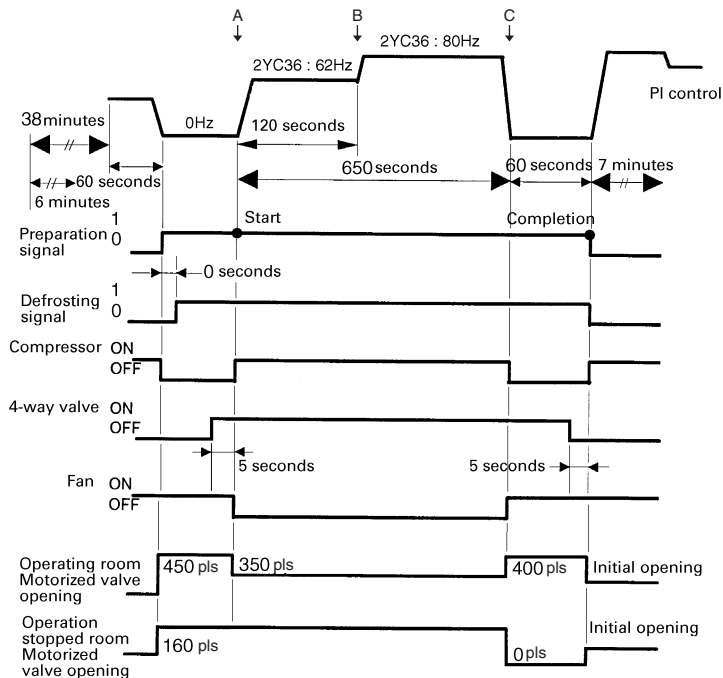 A
B
C
2YC36 : 80Hz
2YC36 : 62Hz
PI control
38 minutes
0Hz
120 seconds
650 seconds
60 seconds
7 minutes
60 seconds
6 minutes
1
0
Preparation
signal
Start
Completion
0 seconds
1
0
Defrosting
signal
Compressor
ON
OFF
4-way valve
ON
OFF
5 seconds
5 seconds
Fan
ON
OFF
Operating room
Motorized valve
opening
450 pls
350 pls
400 pls
Initial opening
Operation
stopped room
Motorized
valve opening
160 pls
0 pls
Initial opening